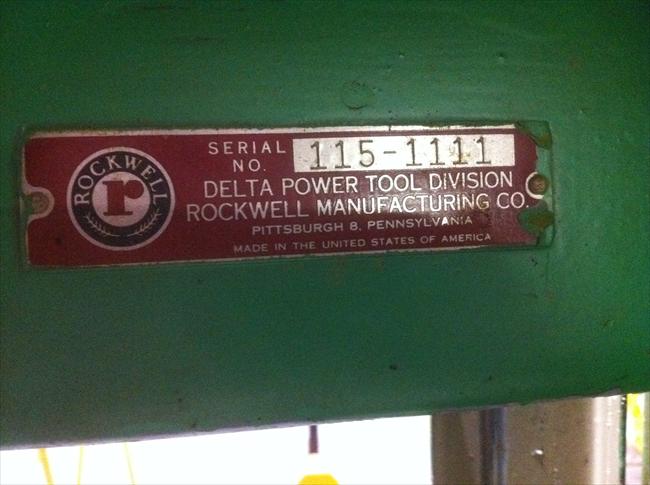 ROCKWELL
r
SERIAL
NO. 115-1111
DELTA POWER TOOL DIVISION
ROCKWELL MANUFACTURING CO.
PITTSBURGH 8, PENNSYLVANIA
MADE IN THE UNITED STATES OF AMERICA